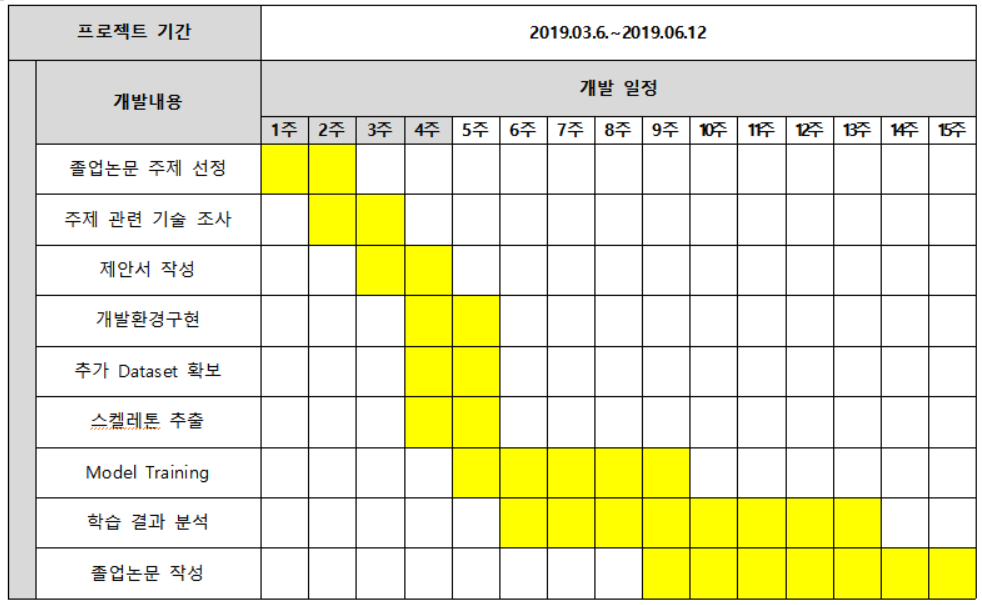 프로젝트 기간 2019.03.6.~2019.06.12
개발내용 개발 일정
1주 2주 3주 4주 5주 6주 7주 8주 9주 10주 11주 12주 13주 14주 15주
졸업논문 주제 선정
주제 관련 기술 조사
제안서 작성
개발환경구현
추가 Dataset 확보
스켈레톤 추출
Model Training
학습 결과 분석
졸업논문 작성